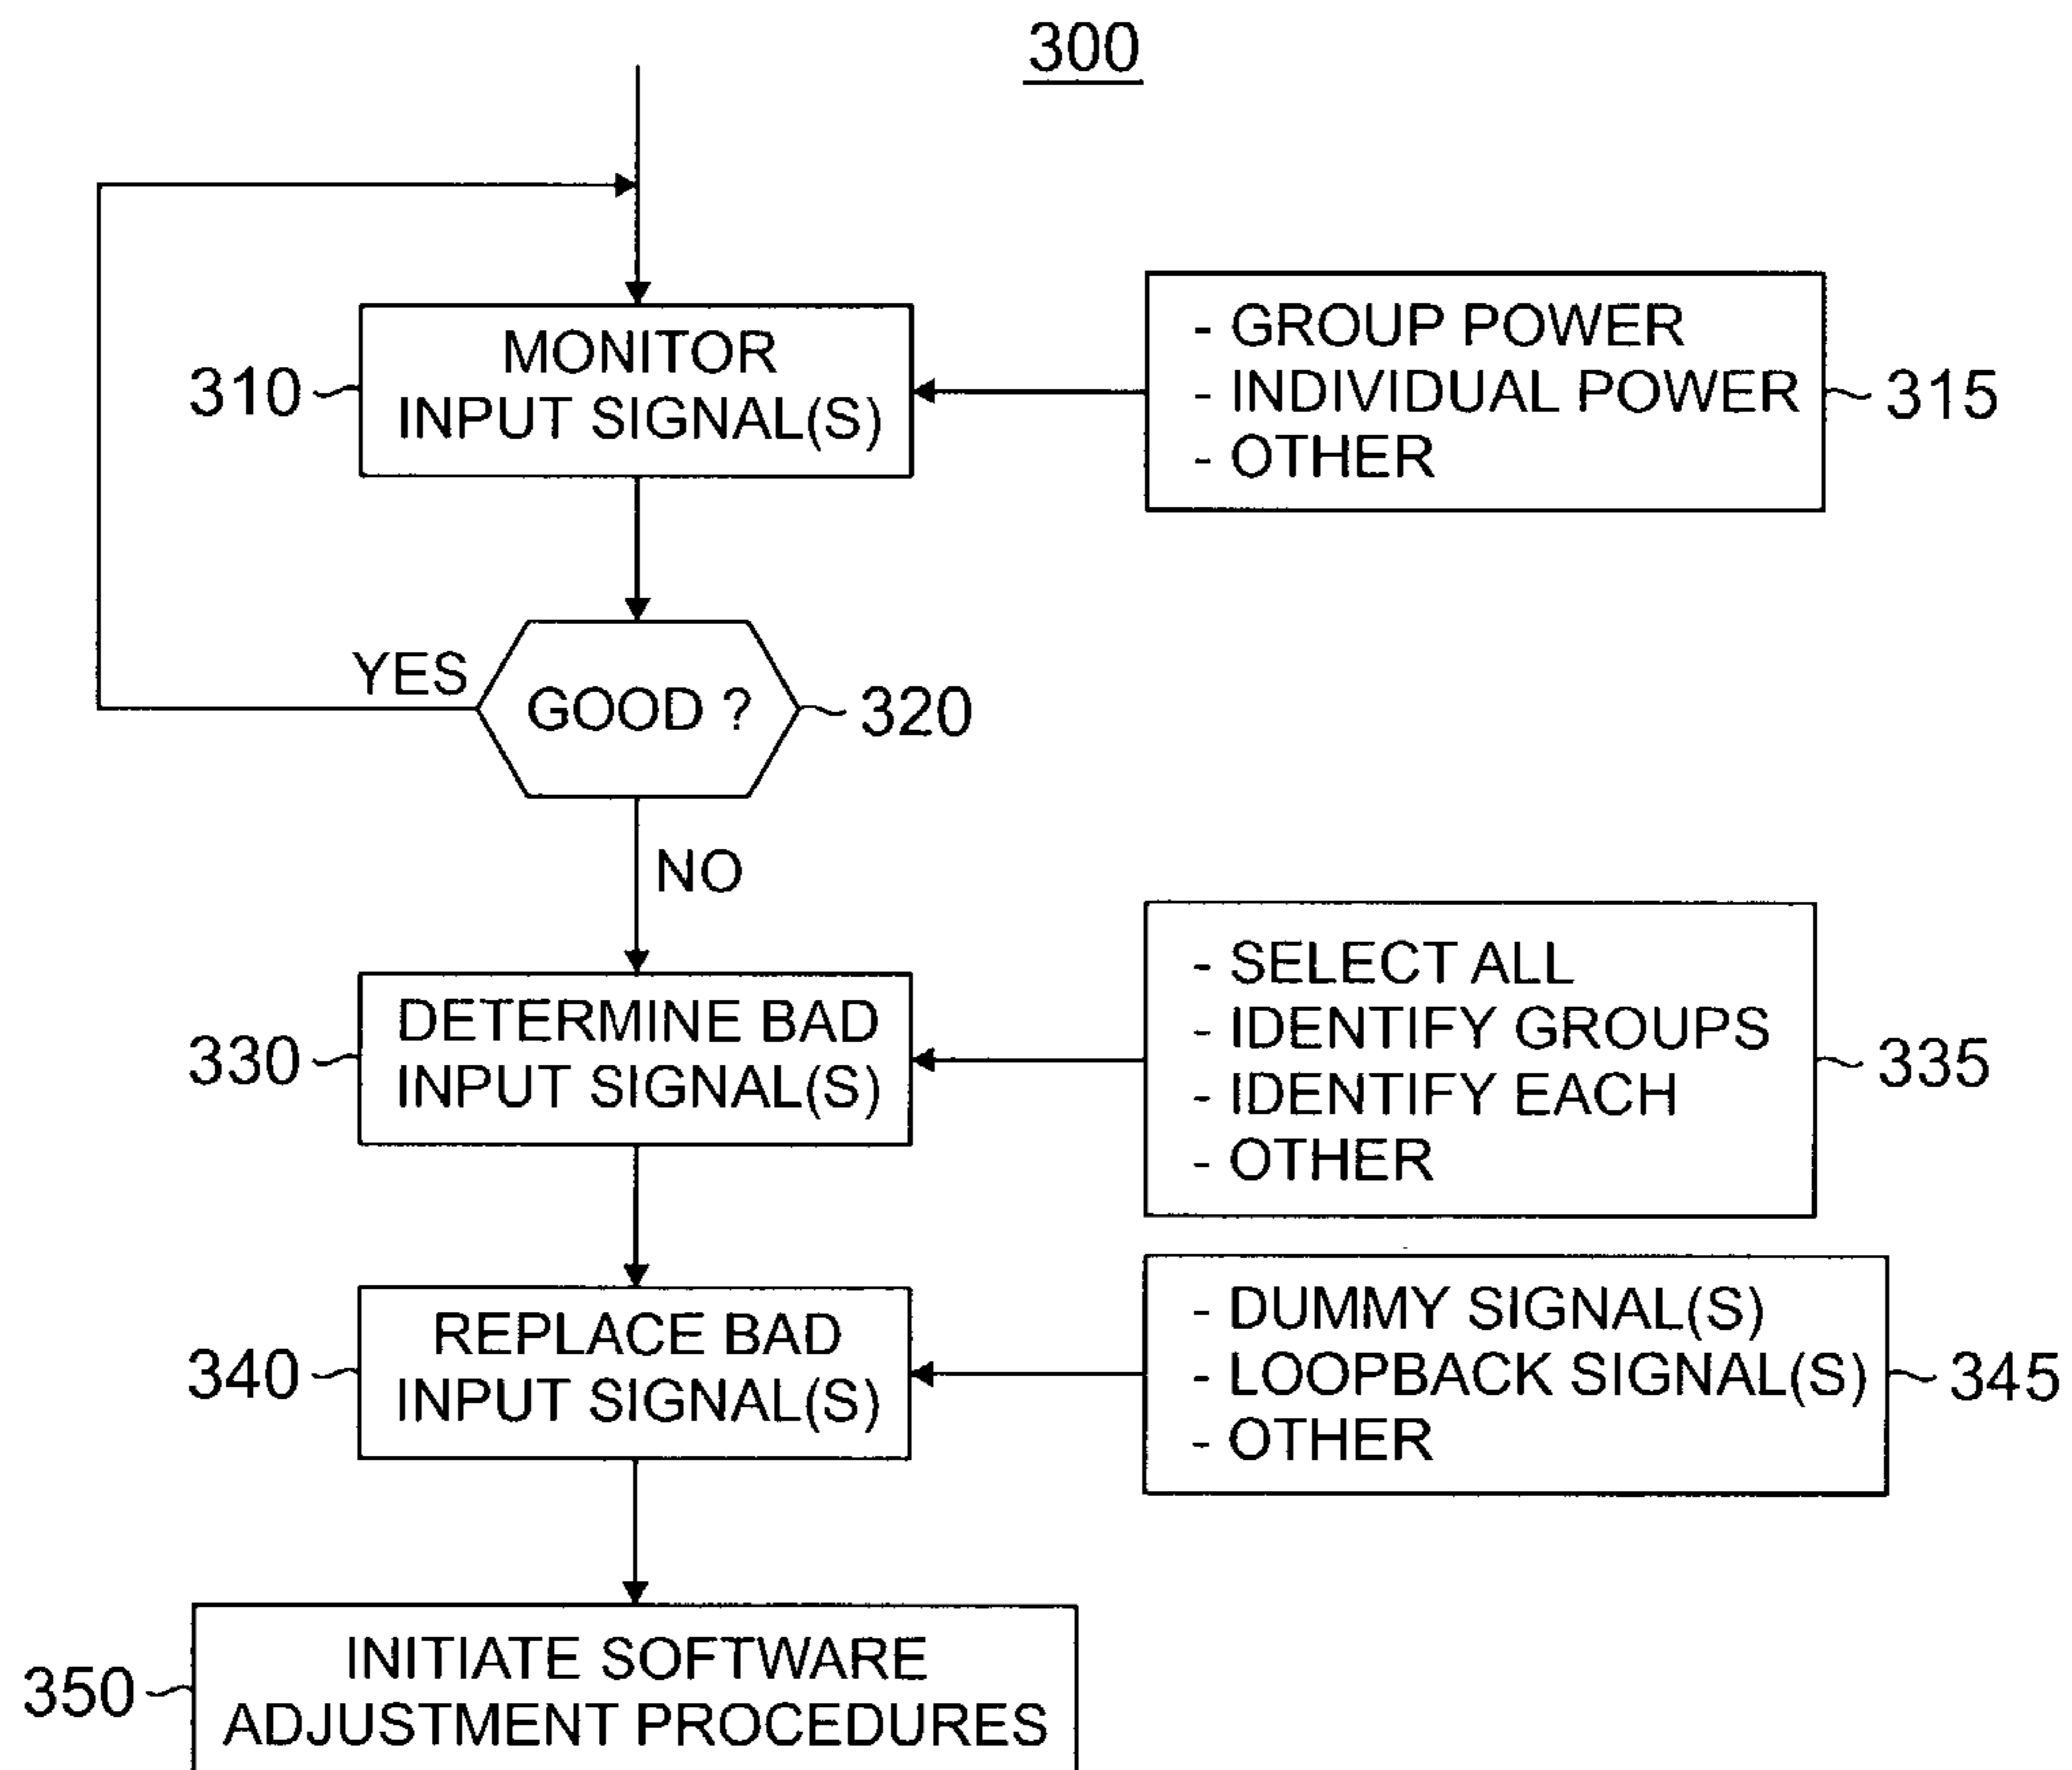 300
MONITOR
INPUT SIGNAL(S)
310
- GROUP POWER
- INDIVIDUAL POWER
- OTHER
315
YES
GOOD ?
320
NO
DETERMINE BAD
INPUT SIGNAL(S)
330
- SELECT ALL
- IDENTIFY GROUPS
- IDENTIFY EACH
- OTHER
335
REPLACE BAD
INPUT SIGNAL(S)
340
- DUMMY SIGNAL(S)
- LOOPBACK SIGNAL(S)
- OTHER
345
INITIATE SOFTWARE
ADJUSTMENT PROCEDURES
350